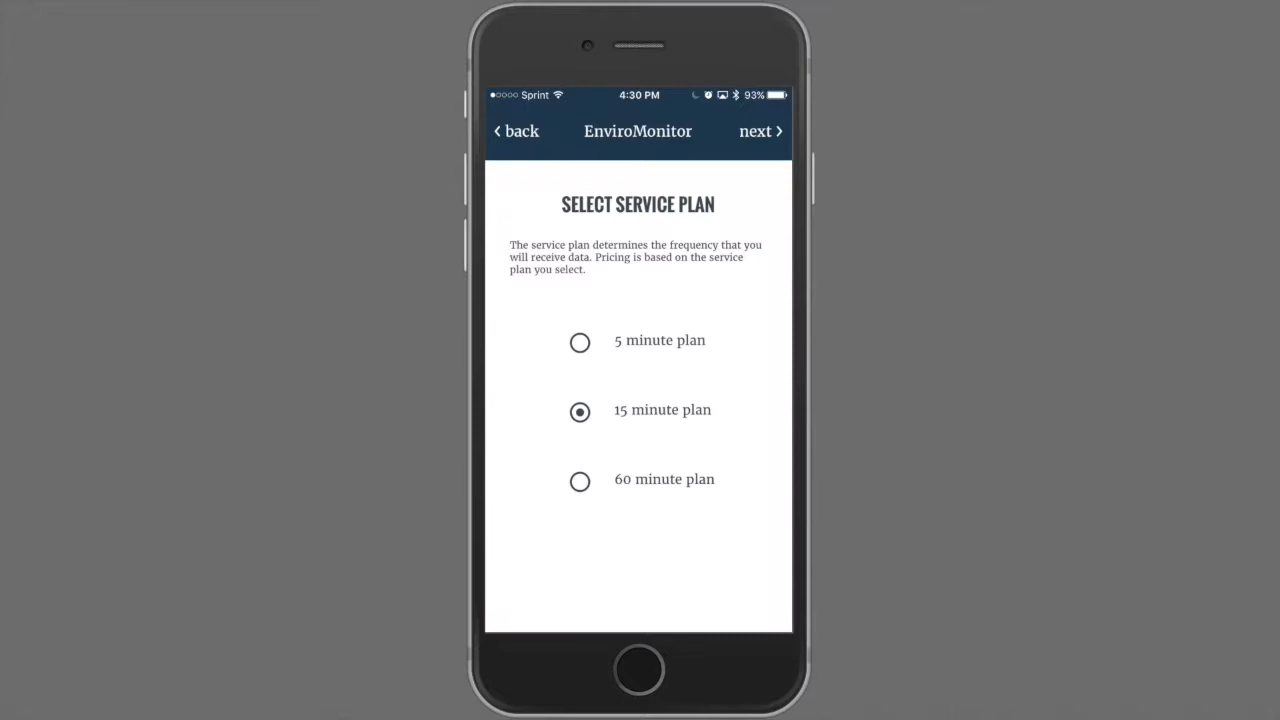 Sprint 4:30 PM 93%
back EnviroMonitor next
SELECT SERVICE PLAN
The service plan determines the frequency that you
will receive data. Pricing is based on the service
plan you select.
5 minute plan
15 minute plan
60 minute plan